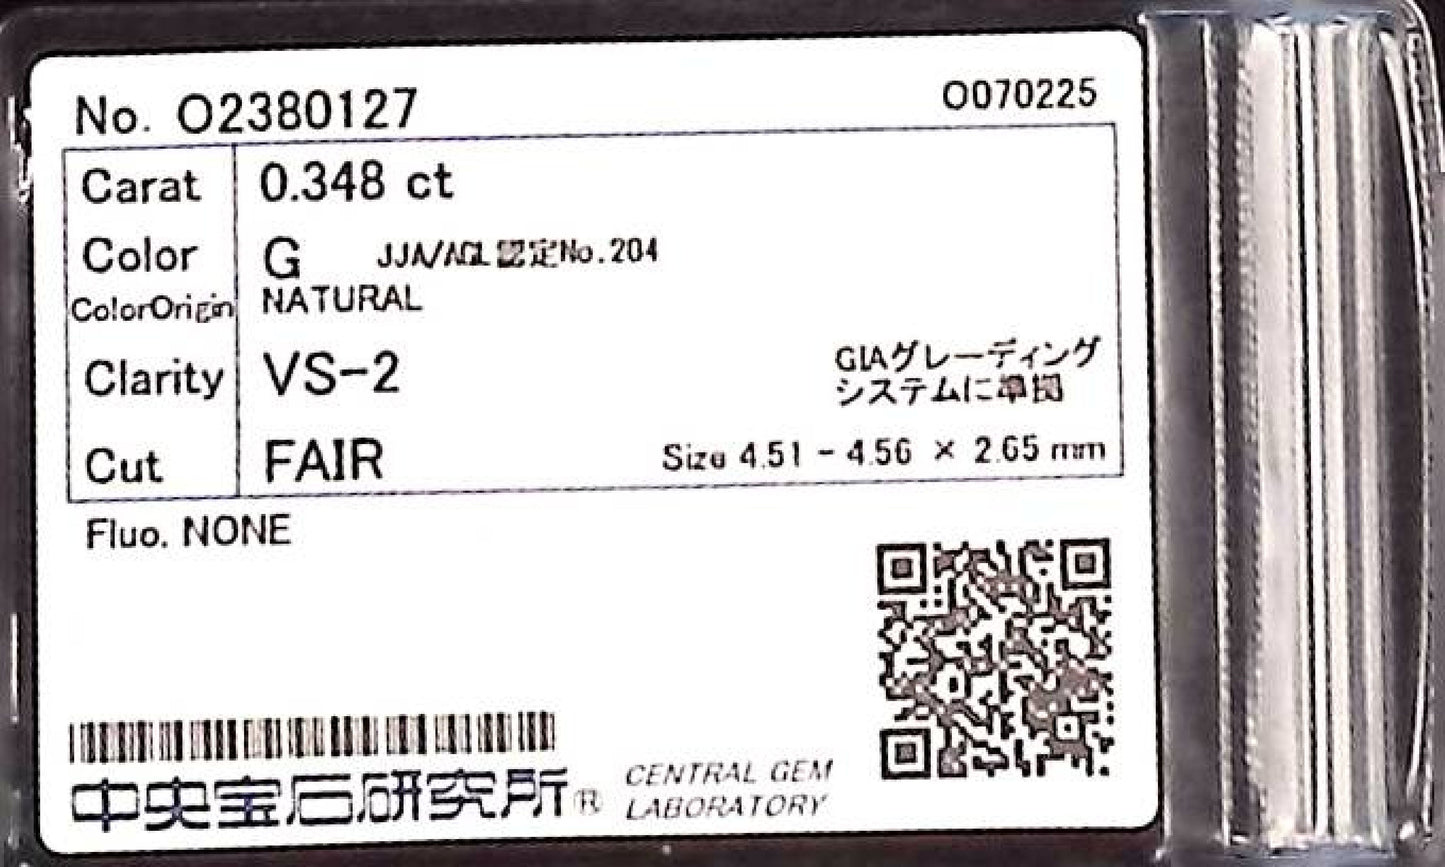 No. O2380127
O070225
Carat 0.348 ct
Color G JJA/AGL認定No.204
ColorOrigin NATURAL
Clarity VS-2
GIAグレーディング
システムに準拠
Cut FAIR Size 4.51 - 4.56 × 2.65 mm
Fluo. NONE
中央宝石研究所® CENTRAL GEM
LABORATORY